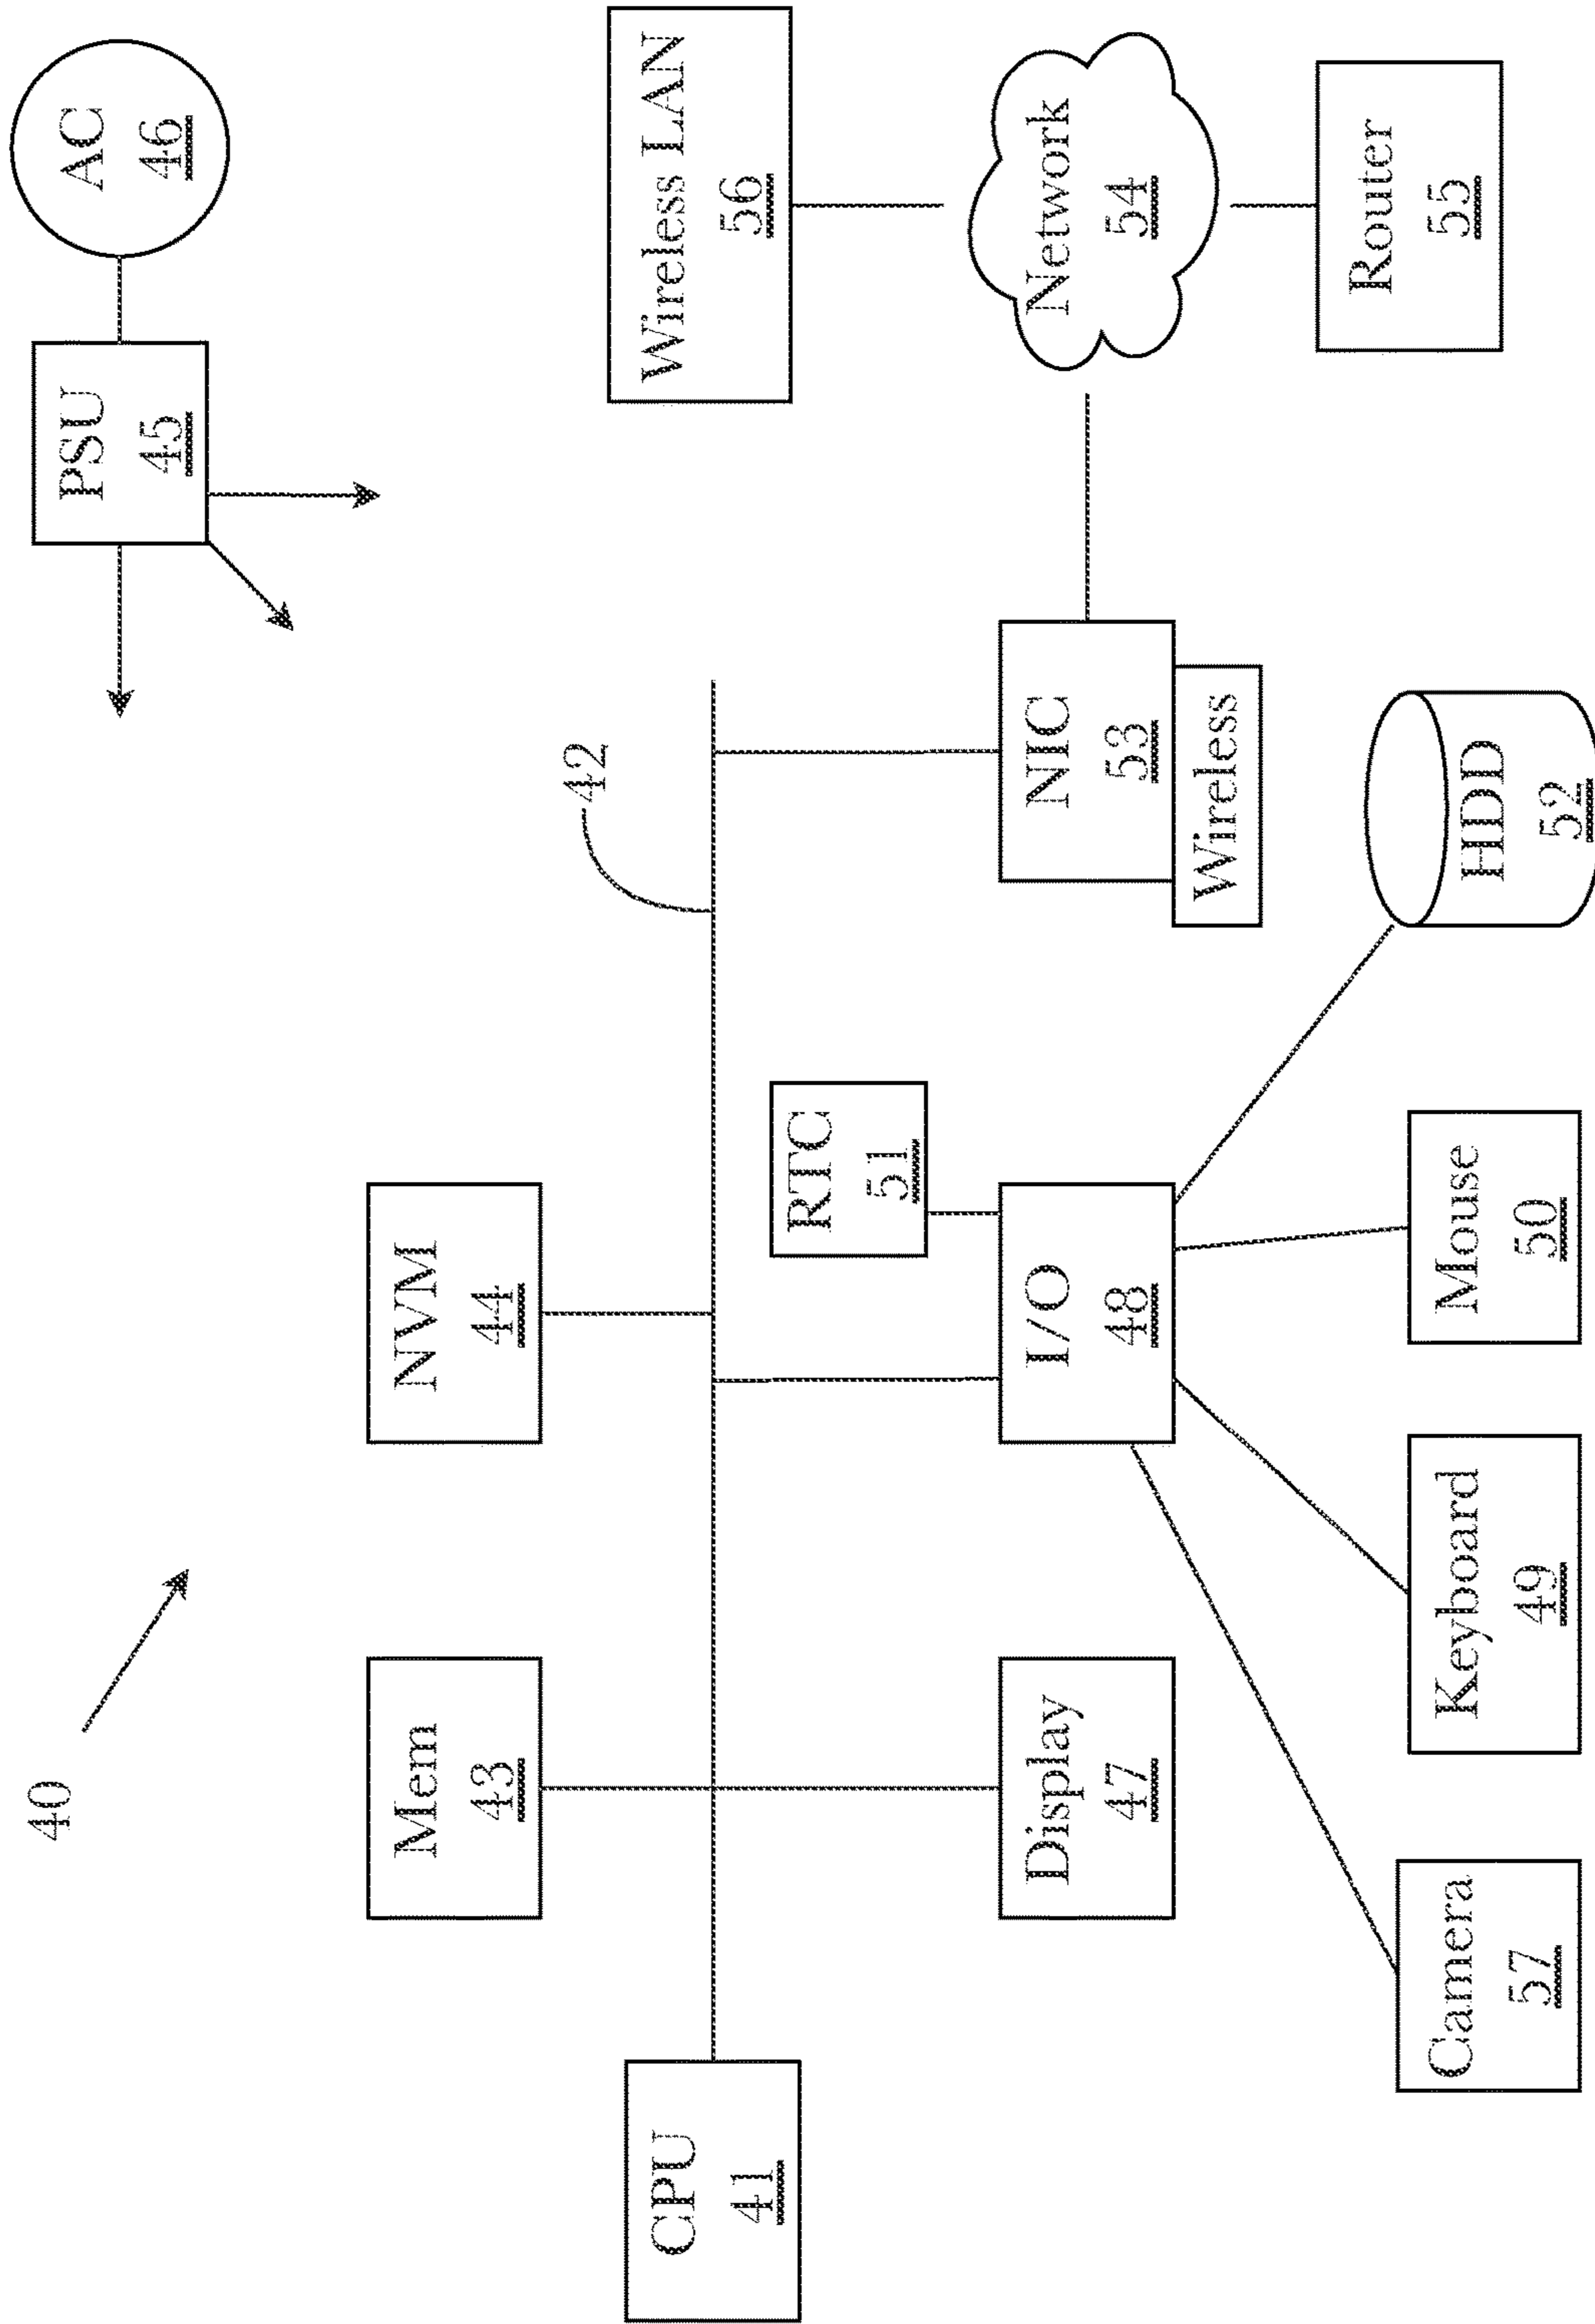 40
AC
46
PSU
45
Mem
43
NVM
44
42
CPU
41
Wireless LAN
56
RTC
51
Display
47
I/O
48
NIC
53
Wireless
Network
54
Camera
57
Keyboard
49
Mouse
50
HDD
52
Router
55